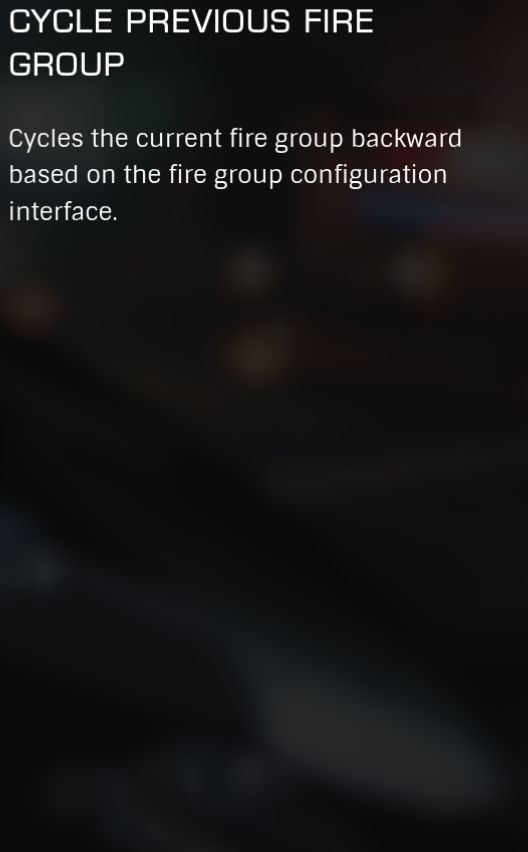 CYCLE PREVIOUS FIRE
GROUP
Cycles the current fire group backward
based on the fire group configuration
interface.